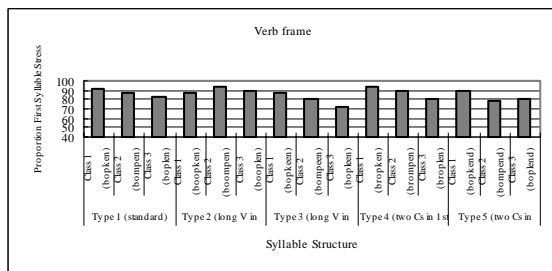 Verb frame
Proportion First Syllable Stress
100
90
80
70
60
50
40
Class 1
(bopken)
Class 2
(bompen)
Class 3
(boplen)
Class 1
(boopken)
Class 2
(boompen)
Class 3
(booplen)
Class 1
(bopkeen)
Class 2
(bompeen)
Class 3
(bopleen)
Class 1
Class 2
(brompen)
Class 3
(broplen)
Class 1
(bopkend)
Class 2
(bompend)
Class 3
(boplend)
Type 1 (standard)
Type 2 (long V in
Type 3 (long V in
Type 4 (two Cs in 1st
Type 5 (two Cs in
Syllable Structure